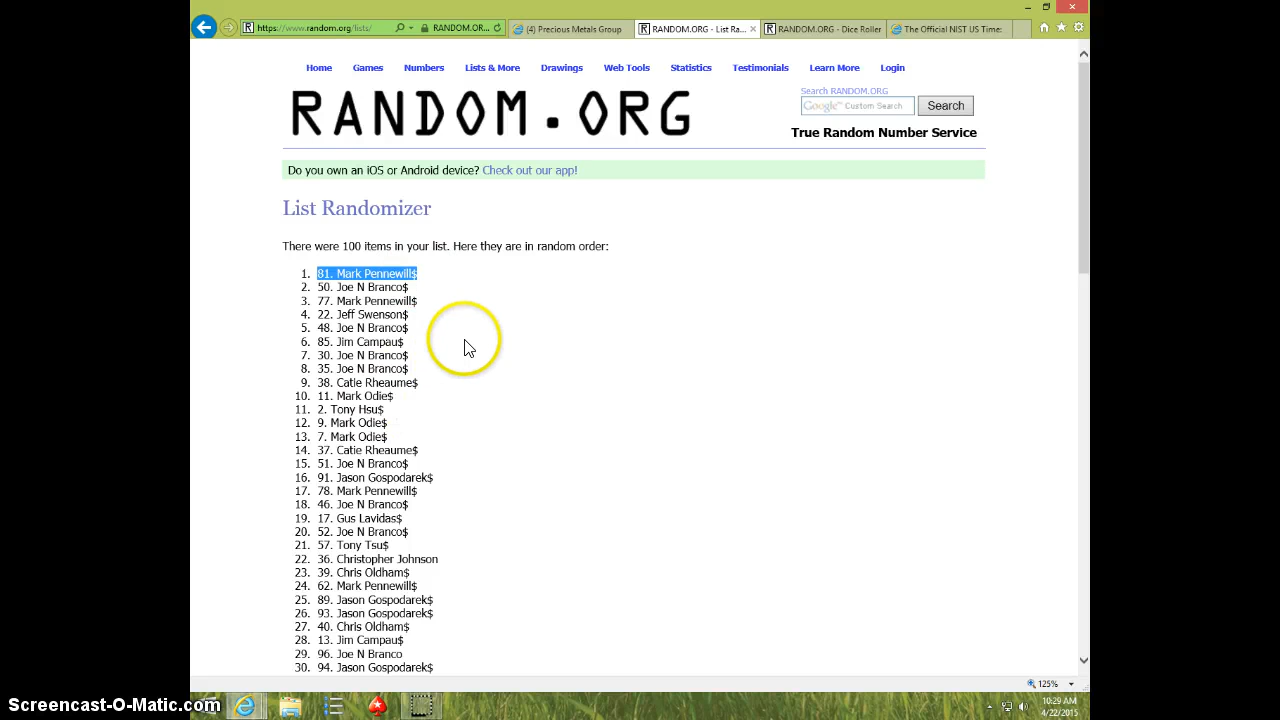 https://www.random.org/lists/
RANDOM.OR...
(4) Precious Metals Group
RANDOM.ORG - List Ra...
RANDOM.ORG - Dice Roller
The Official NIST US Time:
Home Games Numbers Lists & More Drawings Web Tools Statistics Testimonials Learn More Login
RANDOM.ORG
Search RANDOM.ORG
Google™ Custom Search
Search
True Random Number Service
Do you own an iOS or Android device? Check out our app!
List Randomizer
There were 100 items in your list. Here they are in random order:
1. 81. Mark Pennewill$
2. 50. Joe N Branco$
3. 77. Mark Pennewill$
4. 22. Jeff Swenson$
5. 48. Joe N Branco$
6. 85. Jim Campau$
7. 30. Joe N Branco$
8. 35. Joe N Branco$
9. 38. Catie Rheaume$
10. 11. Mark Odie$
11. 2. Tony Hsu$
12. 9. Mark Odie$
13. 7. Mark Odie$
14. 37. Catie Rheaume$
15. 51. Joe N Branco$
16. 91. Jason Gospodarek$
17. 78. Mark Pennewill$
18. 46. Joe N Branco$
19. 17. Gus Lavidas$
20. 52. Joe N Branco$
21. 57. Tony Tsu$
22. 36. Christopher Johnson
23. 39. Chris Oldham$
24. 62. Mark Pennewill$
25. 89. Jason Gospodarek$
26. 93. Jason Gospodarek$
27. 40. Chris Oldham$
28. 13. Jim Campau$
29. 96. Joe N Branco
30. 94. Jason Gospodarek$
125%
10:29 AM
4/22/2015
Screencast-O-Matic.com